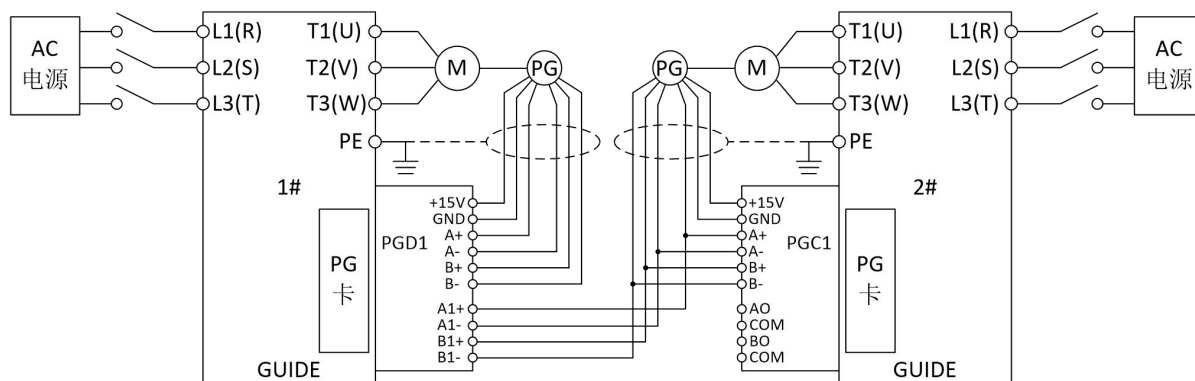 AC
电源
L1(R)
L2(S)
L3(T)
T1(U)
T2(V)
T3(W)
PE
M
PG
1#
PG
卡
GUIDE
PGD1
+15V
GND
A+
A-
B+
B-
A1+
A1-
B1+
B1-
PG
M
T1(U)
T2(V)
T3(W)
PE
L1(R)
L2(S)
L3(T)
AC
电源
2#
PGC1
+15V
GND
A+
A-
B+
B-
AO
COM
BO
COM
PG
卡
GUIDE